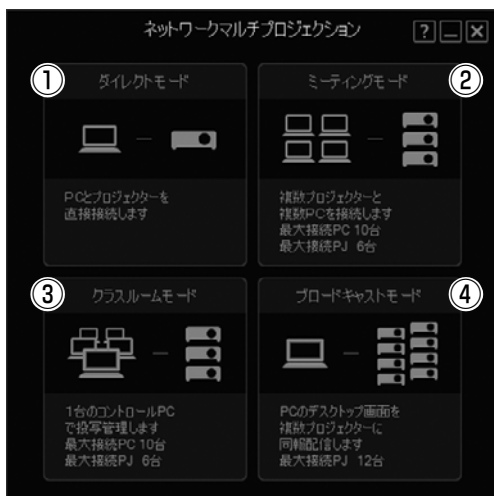 ネットワークマルチプロジェクション
? _ X
① ダイレクトモード
PCとプロジェクターを
直接接続します
② ミーティングモード
複数プロジェクターと
複数PCを接続します
最大接続PC 10台
最大接続PJ 6台
③ クラスルームモード
1台のコントロールPC
で投写管理します
最大接続PC 10台
最大接続PJ 6台
④ ブロードキャストモード
PCのデスクトップ画面を
複数プロジェクターに
同報配信します
最大接続PJ 12台